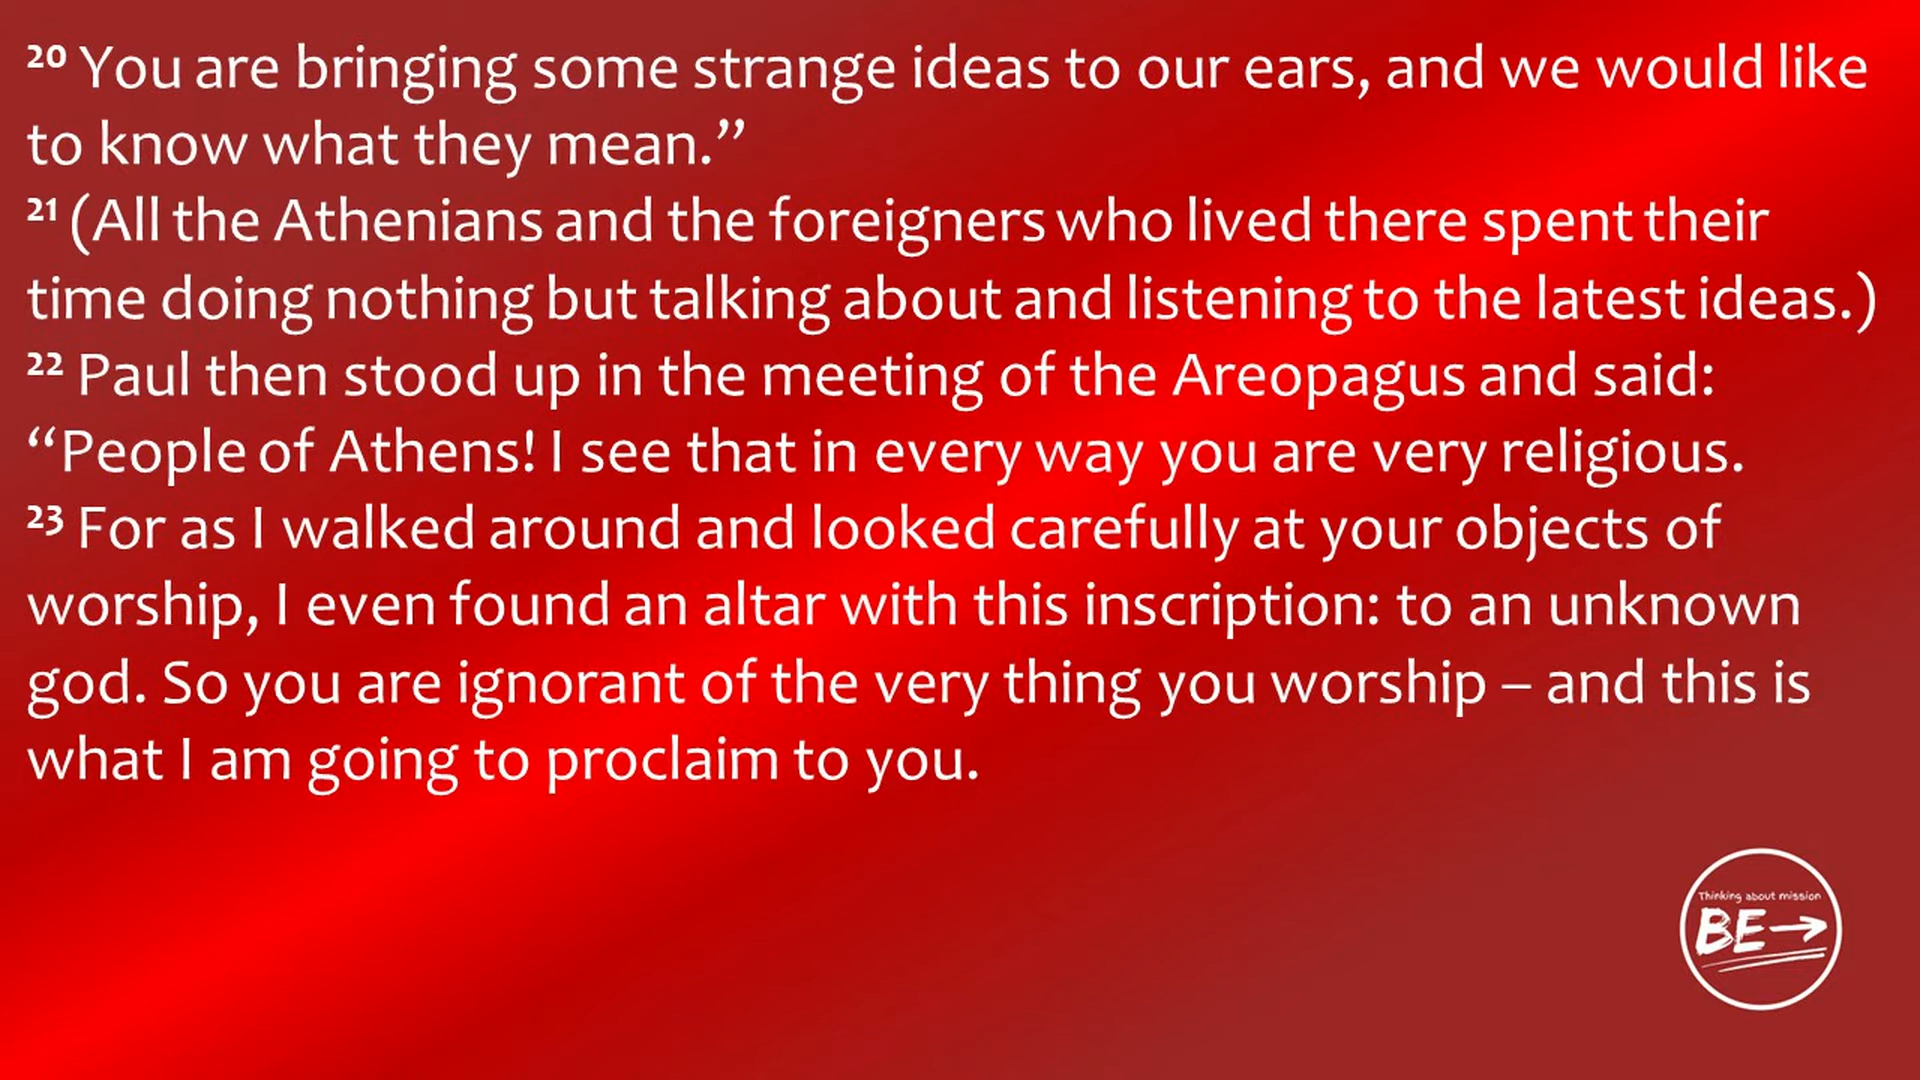 ²⁰ You are bringing some strange ideas to our ears, and we would like
to know what they mean.”
²¹ (All the Athenians and the foreigners who lived there spent their
time doing nothing but talking about and listening to the latest ideas.)
²² Paul then stood up in the meeting of the Areopagus and said:
“People of Athens! I see that in every way you are very religious.
²³ For as I walked around and looked carefully at your objects of
worship, I even found an altar with this inscription: to an unknown
god. So you are ignorant of the very thing you worship – and this is
what I am going to proclaim to you.
Thinking about mission
BE→